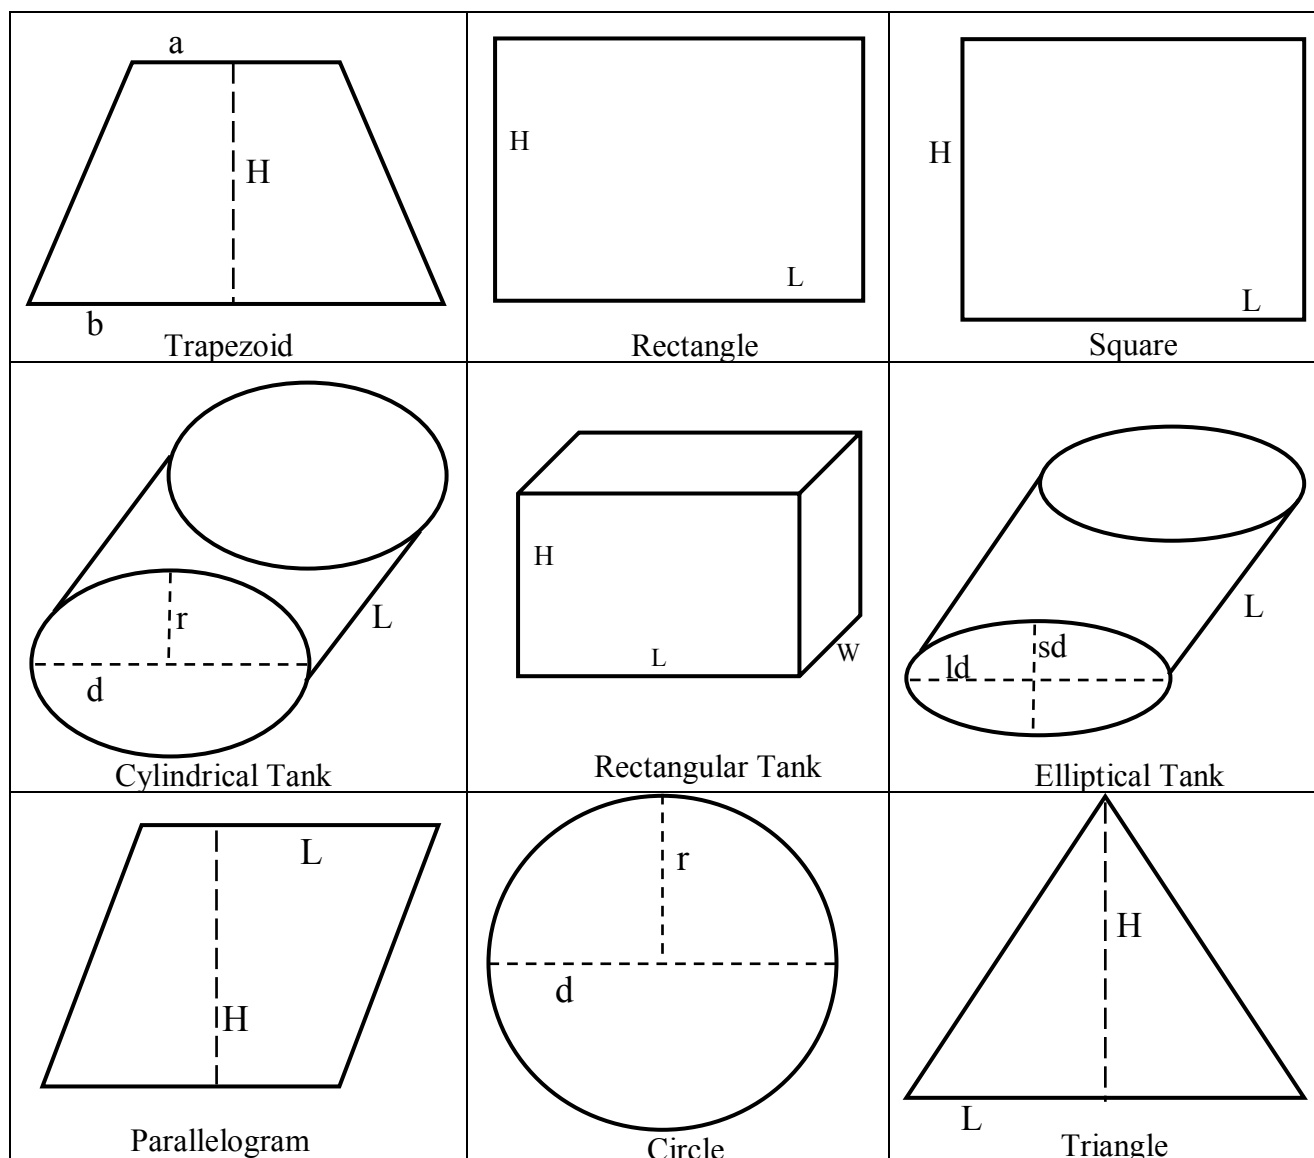 a
H
b
Trapezoid
H
L
Rectangle
H
L
Square
r
d
L
Cylindrical Tank
H
L
W
Rectangular Tank
ld
sd
L
Elliptical Tank
L
H
Parallelogram
r
d
Circle
H
L
Triangle